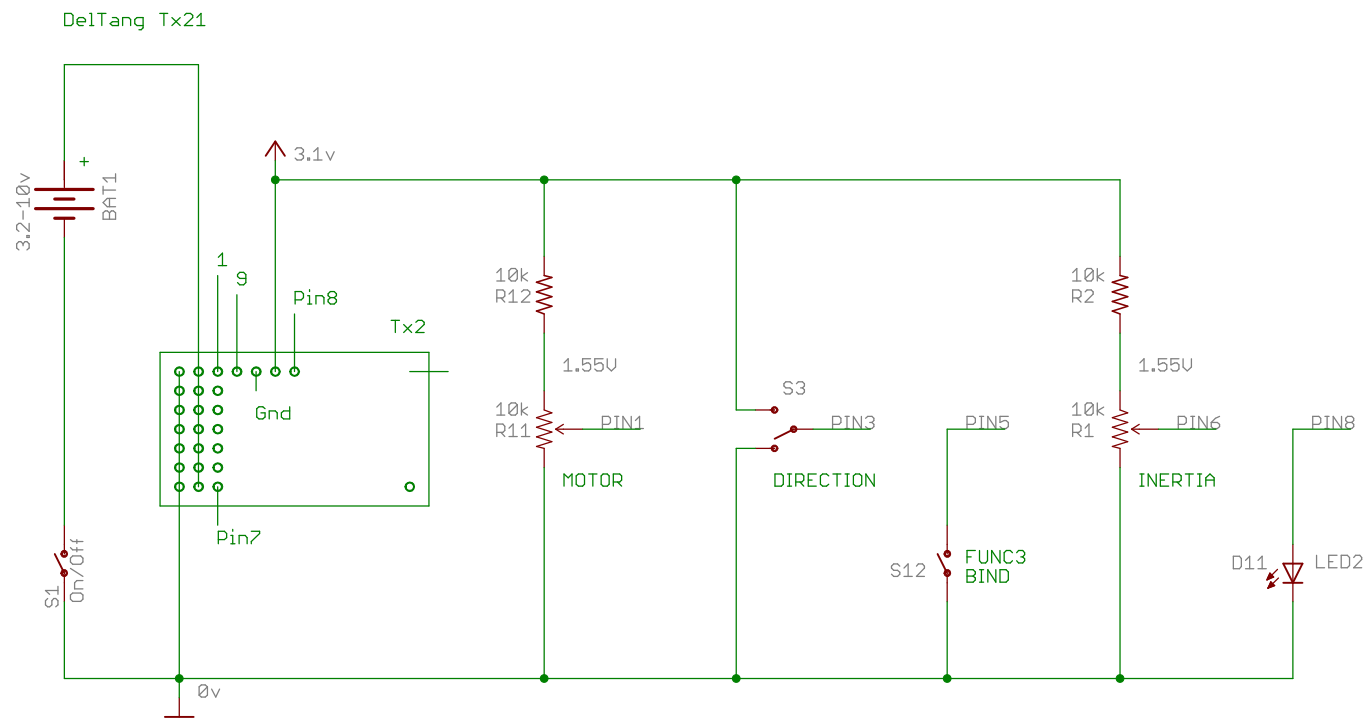 DelTang Tx21
3.1v
+
3.2-10v
BAT1
1
9
Pin8
10k
R12
10k
R2
Tx2
1.55V
1.55V
S3
Gnd
10k
R11
PIN1
PIN3
PIN5
10k
R1
PIN6
PIN8
MOTOR
DIRECTION
INERTIA
Pin7
S1
On/Off
S12
FUNC3
BIND
D11
LED2
0v